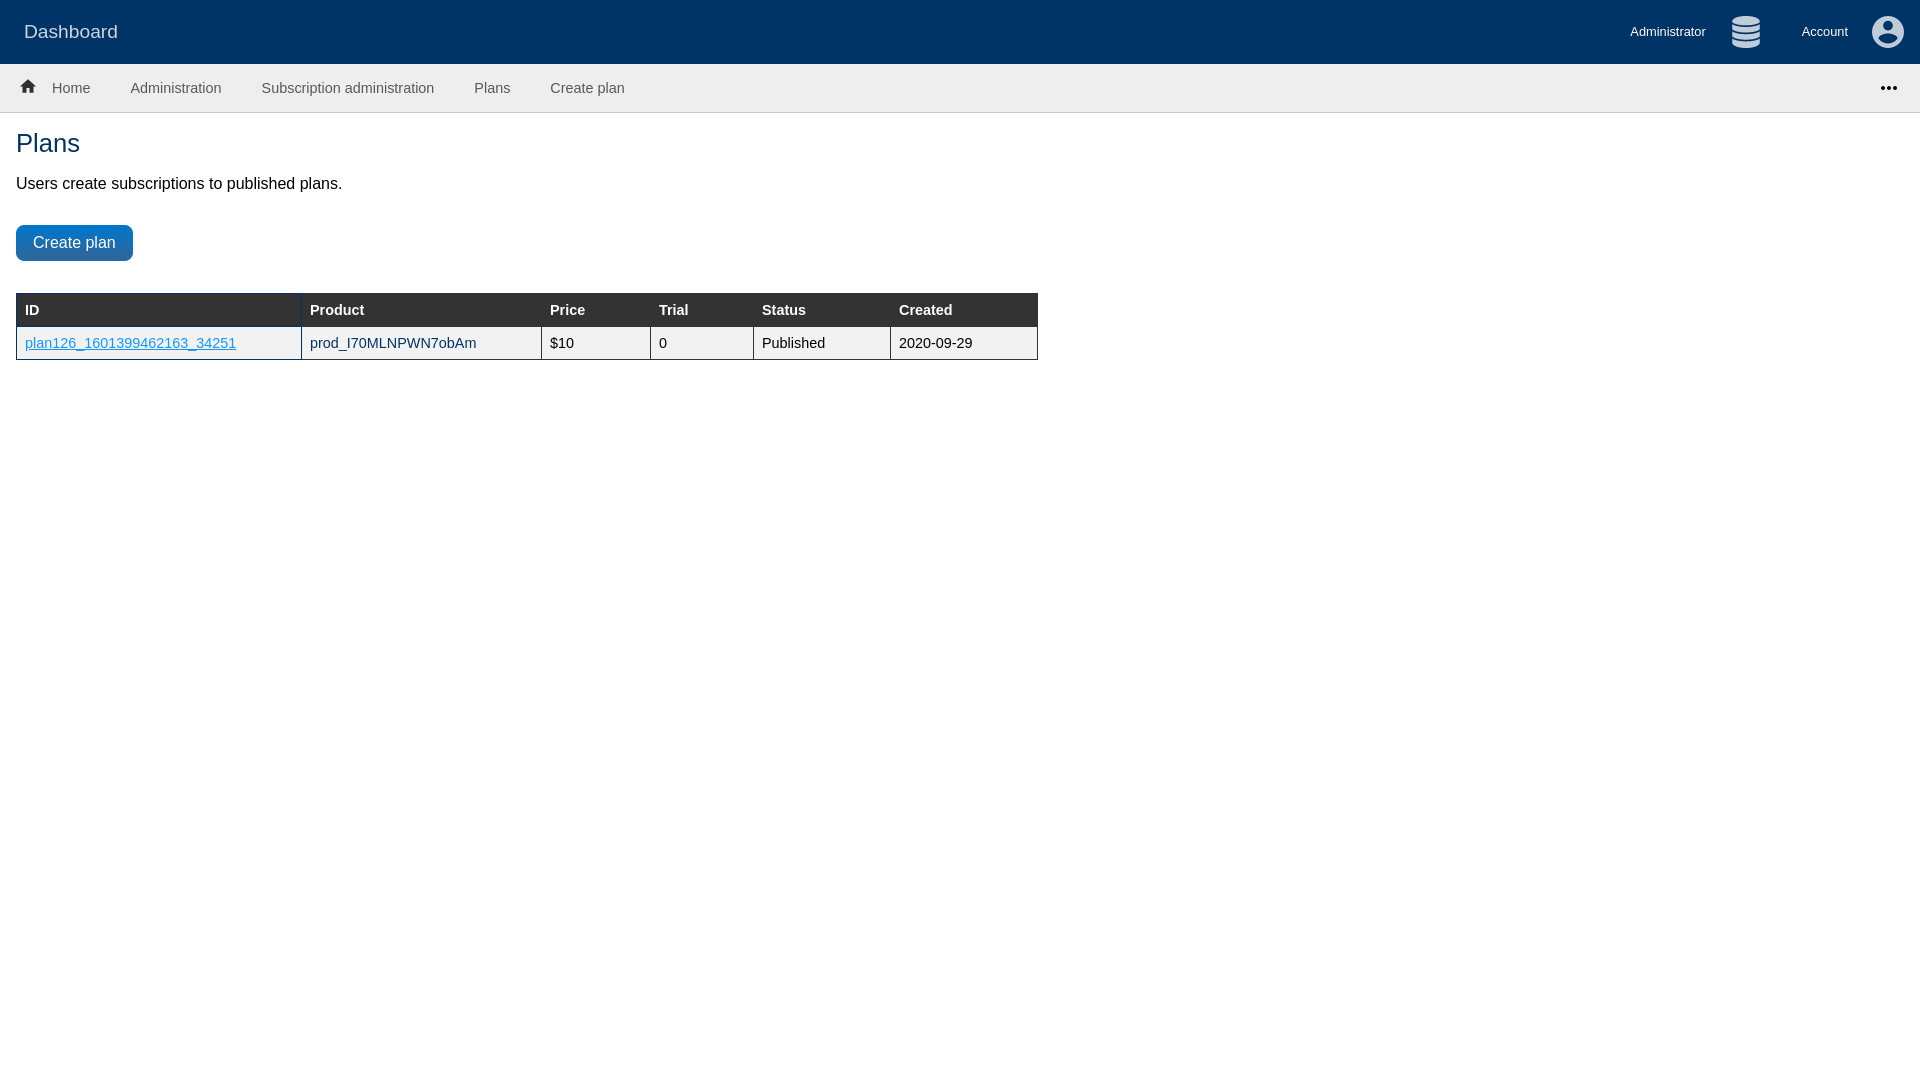 Dashboard
Administrator
Account
Home
Administration
Subscription administration
Plans
Create plan
Plans
Users create subscriptions to published plans.
Create plan
ID Product Price Trial Status Created
plan126_1601399462163_34251 prod_I70MLNPWN7obAm $10 0 Published 2020-09-29